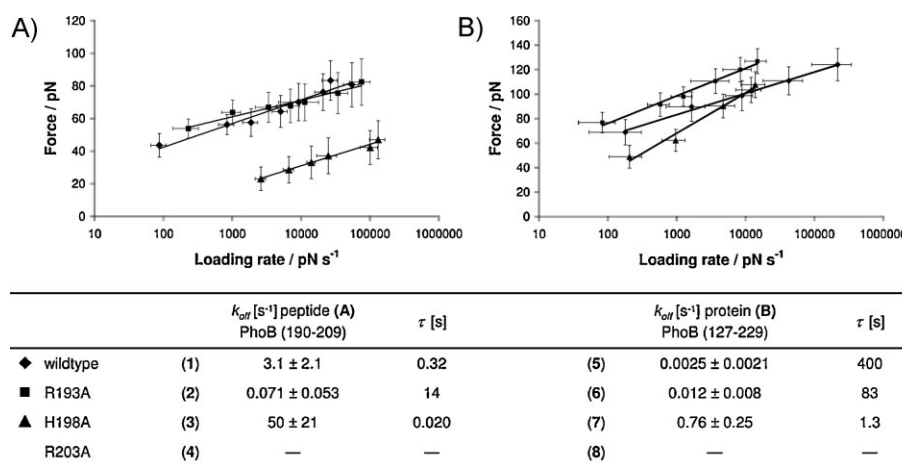 A)
120
100
80
60
40
20
0
Force / pN
10 100 1000 10000 100000 1000000
Loading rate / pN s⁻¹
B)
160
140
120
100
80
60
40
20
0
Force / pN
10 100 1000 10000 100000 1000000
Loading rate / pN s⁻¹
k_off [s⁻¹] peptide (A) τ [s] k_off [s⁻¹] protein (B) τ [s]
PhoB (190-209) PhoB (127-229)
◆ wildtype (1) 3.1 ± 2.1 0.32 (5) 0.0025 ± 0.0021 400
■ R193A (2) 0.071 ± 0.053 14 (6) 0.012 ± 0.008 83
▲ H198A (3) 50 ± 21 0.020 (7) 0.76 ± 0.25 1.3
R203A (4) — — (8) — —